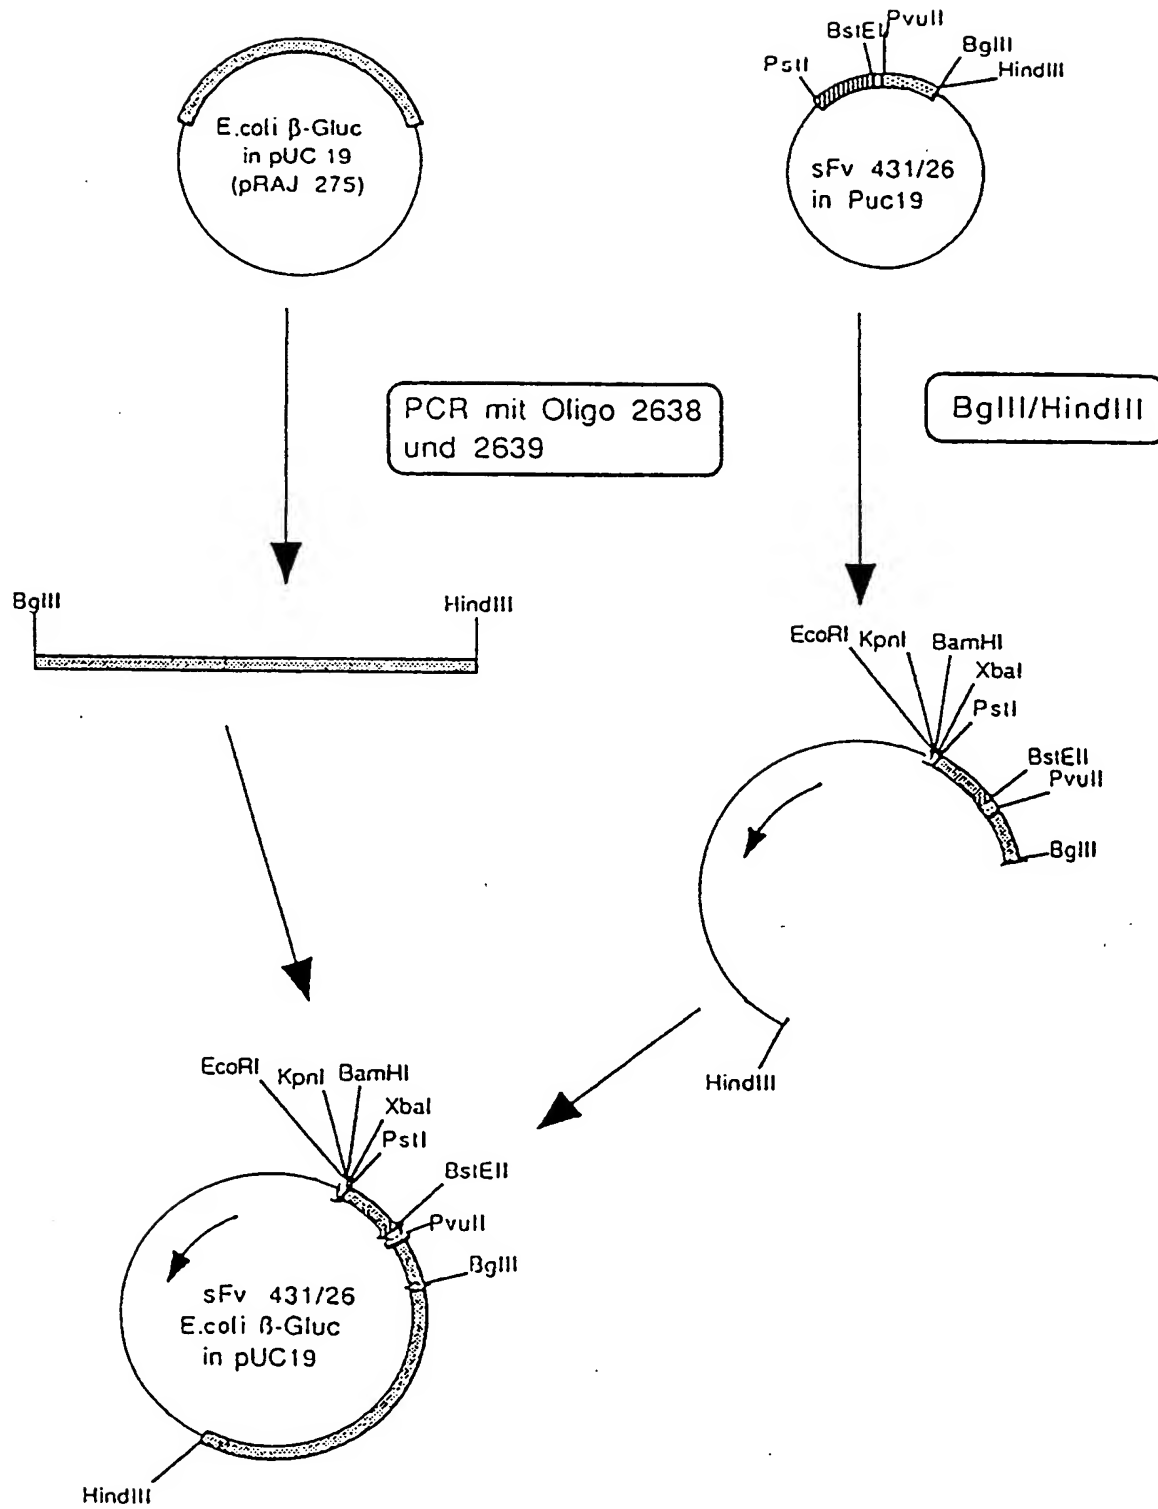 E.coli β-Gluc
in pUC 19
(pRAJ 275)
PstI
BstEII
PvuII
BglII
HindIII
sFv 431/26
in Puc19
PCR mit Oligo 2638
und 2639
BglII/HindIII
BglII
HindIII
EcoRI
KpnI
BamHI
XbaI
PstI
BstEII
PvuII
BglII
HindIII
EcoRI
KpnI
BamHI
XbaI
PstI
BstEII
PvuII
BglII
sFv 431/26
E.coli β-Gluc
in pUC19
HindIII